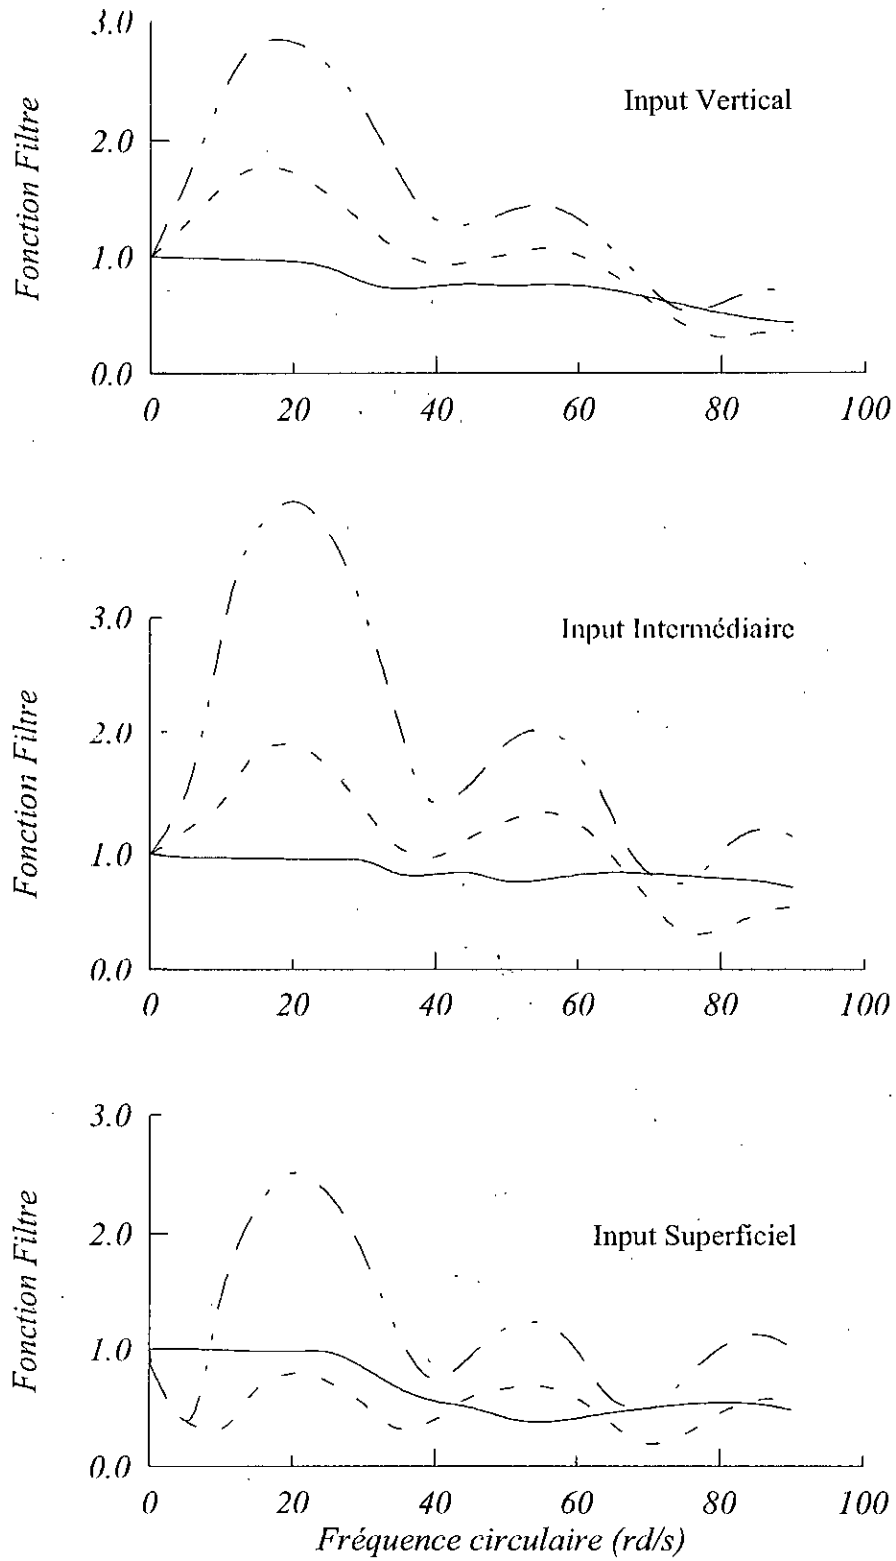 3.0
Input Vertical
2.0
1.0
0.0
Fonction Filtre
0 20 40 60 80 100
3.0
Input Intermédiaire
2.0
1.0
0.0
Fonction Filtre
0 20 40 60 80 100
3.0
Input Superficiel
2.0
1.0
0.0
Fonction Filtre
0 20 40 60 80 100
Fréquence circulaire (rd/s)